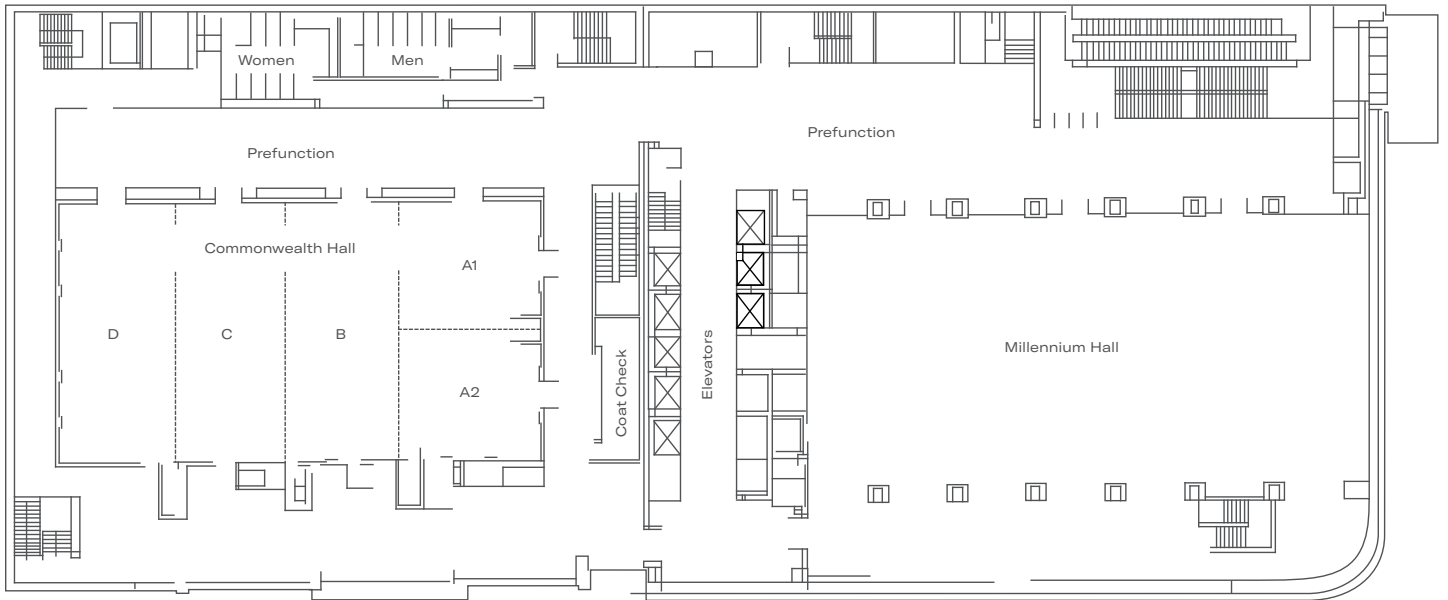 Women
Men
Prefunction
Prefunction
Commonwealth Hall
A1
D
C
B
A2
Coat Check
Elevators
Millennium Hall